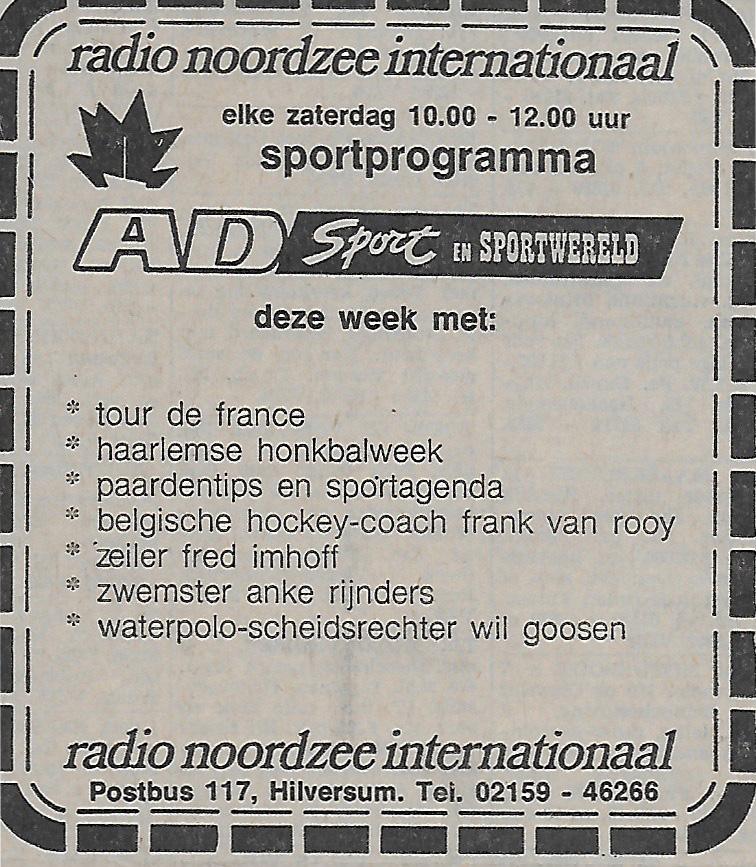 radio noordzee internationaal
elke zaterdag 10.00 - 12.00 uur
sportprogramma
AD Sport EN SPORTWERELD
deze week met:
* tour de france
* haarlemse honkbalweek
* paardentips en sportagenda
* belgische hockey-coach frank van rooy
* zeiler fred imhoff
* zwemster anke rijnders
* waterpolo-scheidsrechter wil goosen
radio noordzee internationaal
Postbus 117, Hilversum. Tel. 02159 - 46266